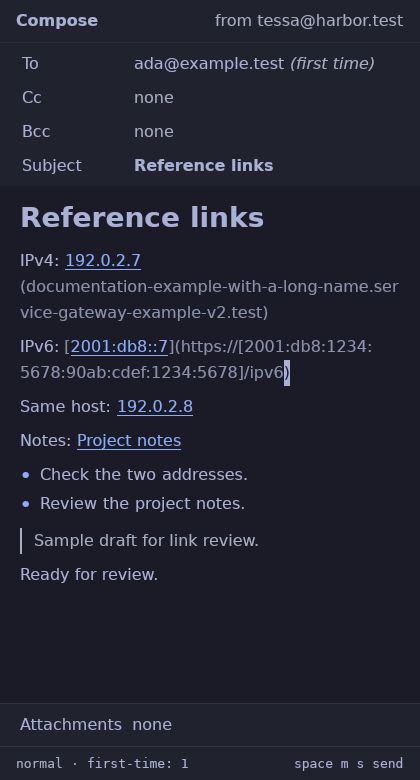 Compose from tessa@harbor.test
To ada@example.test (first time)
Cc none
Bcc none
Subject Reference links
Reference links
IPv4: 192.0.2.7
(documentation-example-with-a-long-name.ser
vice-gateway-example-v2.test)
IPv6: [2001:db8::7](https://[2001:db8:1234:
5678:90ab:cdef:1234:5678]/ipv6)
Same host: 192.0.2.8
Notes: Project notes
• Check the two addresses.
• Review the project notes.
Sample draft for link review.
Ready for review.
Attachments none
normal · first-time: 1 space m s send